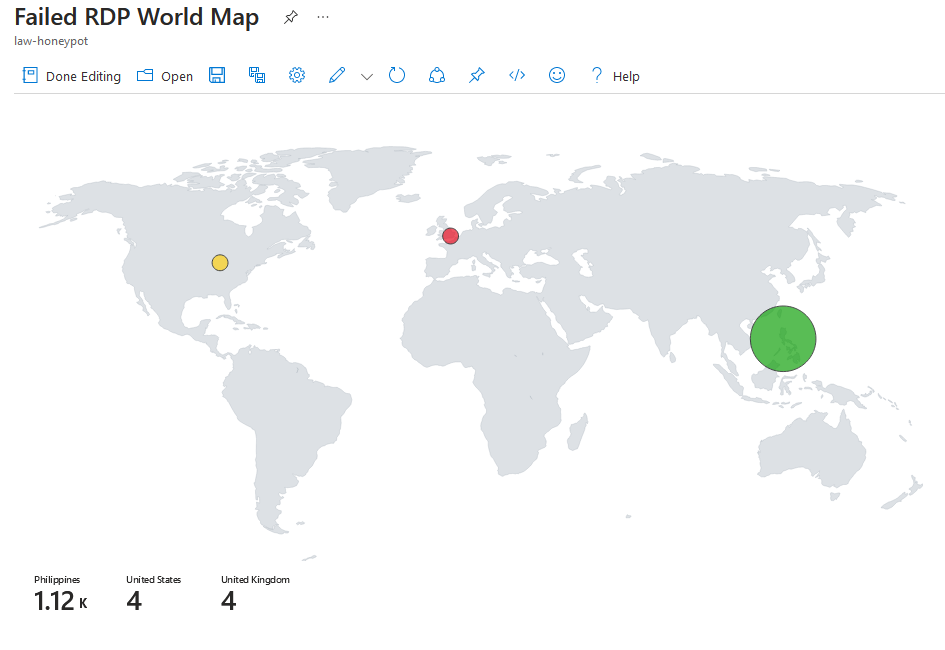 Failed RDP World Map
law-honeypot
Done Editing Open Help
Philippines United States United Kingdom
1.12 K 4 4